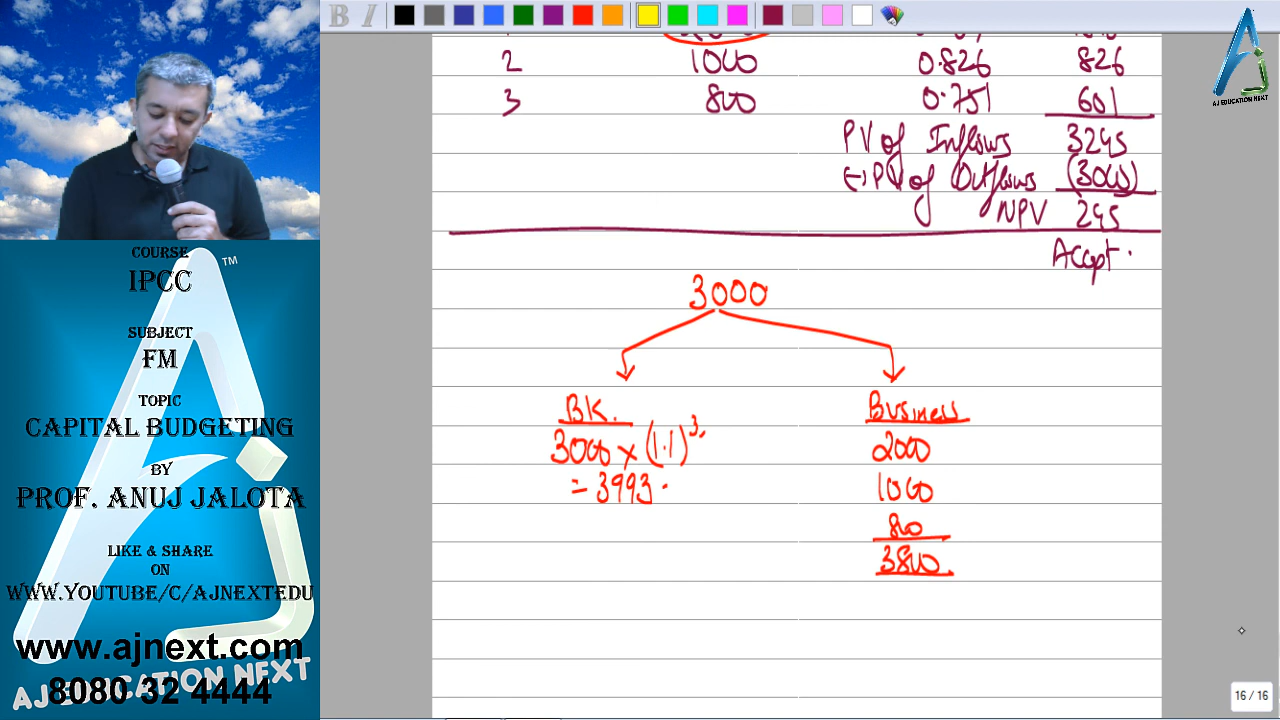 B I
AJ EDUCATION NEXT
2 1000 0.826 826
3 800 0.751 601
PV of Inflows 3245
(-) PV of Outflows (3000)
NPV 245
Accept.
3000
BK. Business
3000 x (1.1)³ 2000
= 3993. 1000
800
3800
COURSE
IPCC
SUBJECT
FM
TOPIC
CAPITAL BUDGETING
BY
PROF. ANUJ JALOTA
LIKE & SHARE
ON
WWW.YOUTUBE/C/AJNEXTEDU
www.ajnext.com
8080 32 4444
AJ EDUCATION NEXT
TM
16 / 16